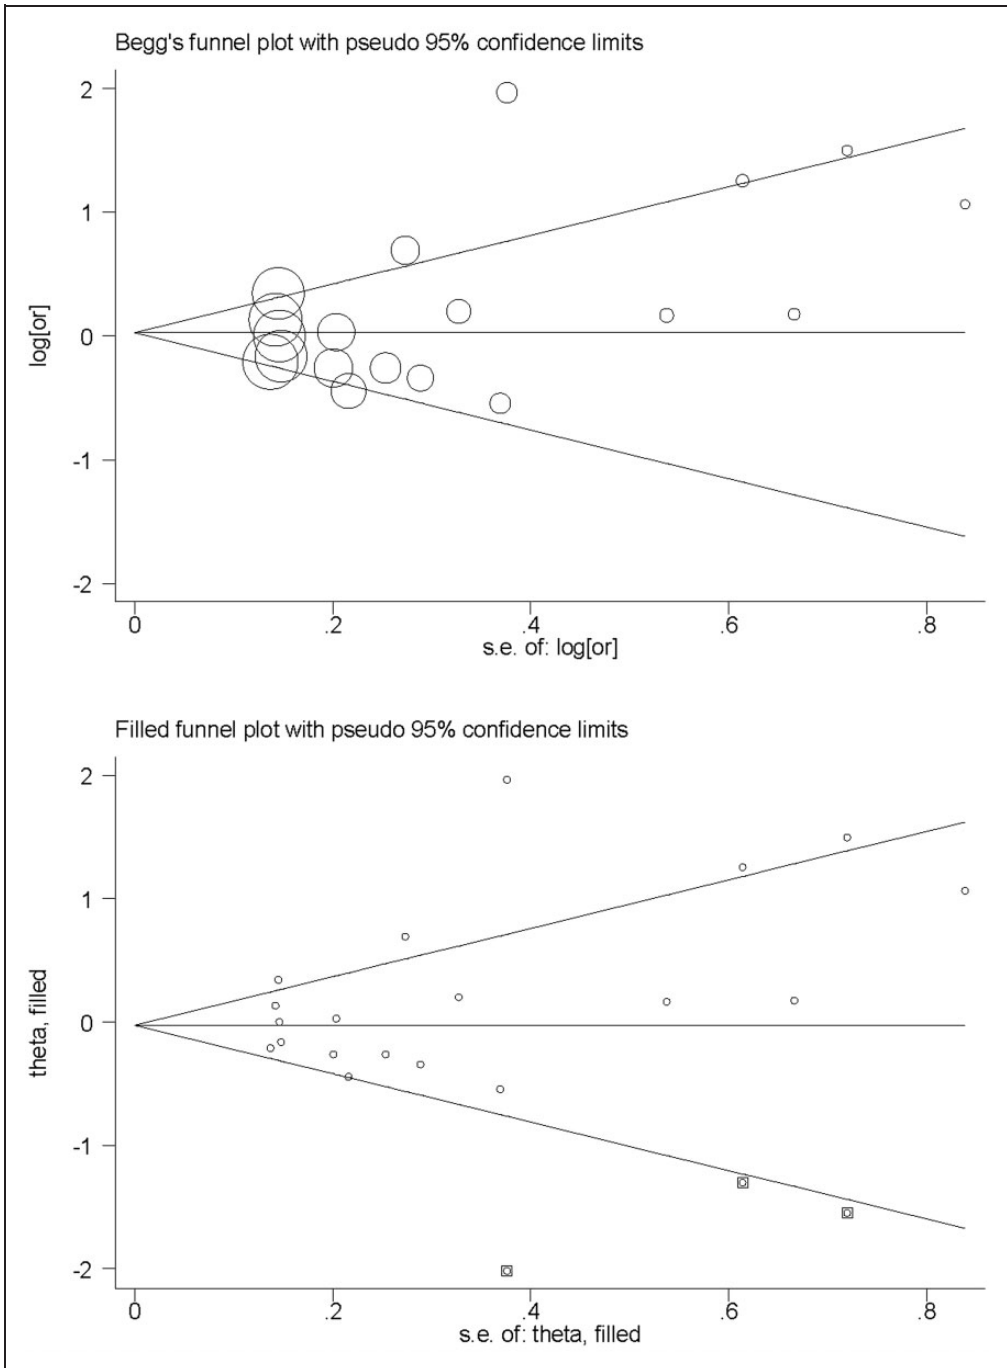 Begg's funnel plot with pseudo 95% confidence limits
2
1
0
-1
-2
log[or]
0 .2 .4 .6 .8
s.e of: log[or]
Filled funnel plot with pseudo 95% confidence limits
2
1
0
-1
-2
theta, filled
0 .2 .4 .6 .8
s.e of: theta, filled